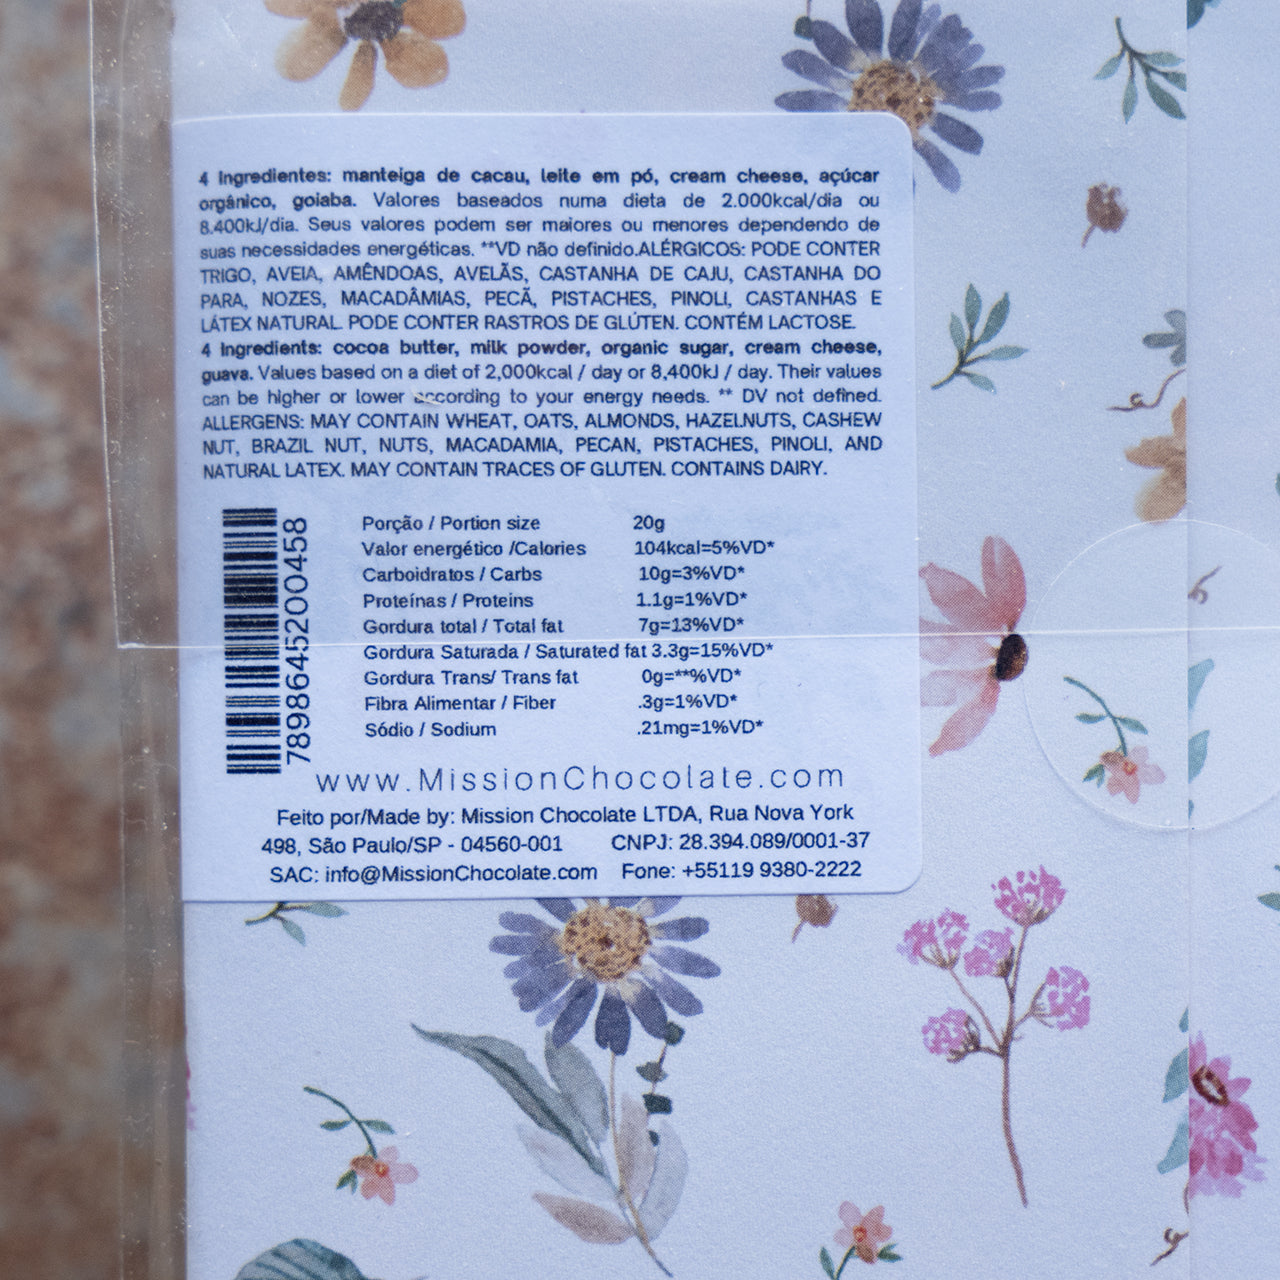 4 Ingredientes: manteiga de cacau, leite em pó, cream cheese, açúcar
orgânico, goiaba. Valores baseados numa dieta de 2.000kcal/dia ou
8.400kJ/dia. Seus valores podem ser maiores ou menores dependendo de
suas necessidades energéticas. **VD não definido.ALÉRGICOS: PODE CONTER
TRIGO, AVEIA, AMÊNDOAS, AVELÃS, CASTANHA DE CAJU, CASTANHA DO
PARA, NOZES, MACADÂMIAS, PECÃ, PISTACHES, PINOLI, CASTANHAS E
LÁTEX NATURAL. PODE CONTER RASTROS DE GLÚTEN. CONTÉM LACTOSE.
4 Ingredients: cocoa butter, milk powder, organic sugar, cream cheese,
guava. Values based on a diet of 2,000kcal / day or 8,400kJ / day. Their values
can be higher or lower according to your energy needs. ** DV not defined.
ALLERGENS: MAY CONTAIN WHEAT, OATS, ALMONDS, HAZELNUTS, CASHEW
NUT, BRAZIL NUT, NUTS, MACADAMIA, PECAN, PISTACHES, PINOLI, AND
NATURAL LATEX. MAY CONTAIN TRACES OF GLUTEN. CONTAINS DAIRY.
7898645200458
Porção / Portion size 20g
Valor energético /Calories 104kcal=5%VD*
Carboidratos / Carbs 10g=3%VD*
Proteínas / Proteins 1.1g=1%VD*
Gordura total / Total fat 7g=13%VD*
Gordura Saturada / Saturated fat 3.3g=15%VD*
Gordura Trans/ Trans fat 0g=**%VD*
Fibra Alimentar / Fiber .3g=1%VD*
Sódio / Sodium .21mg=1%VD*
www.MissionChocolate.com
Feito por/Made by: Mission Chocolate LTDA, Rua Nova York
498, São Paulo/SP - 04560-001 CNPJ: 28.394.089/0001-37
SAC: info@MissionChocolate.com Fone: +55119 9380-2222